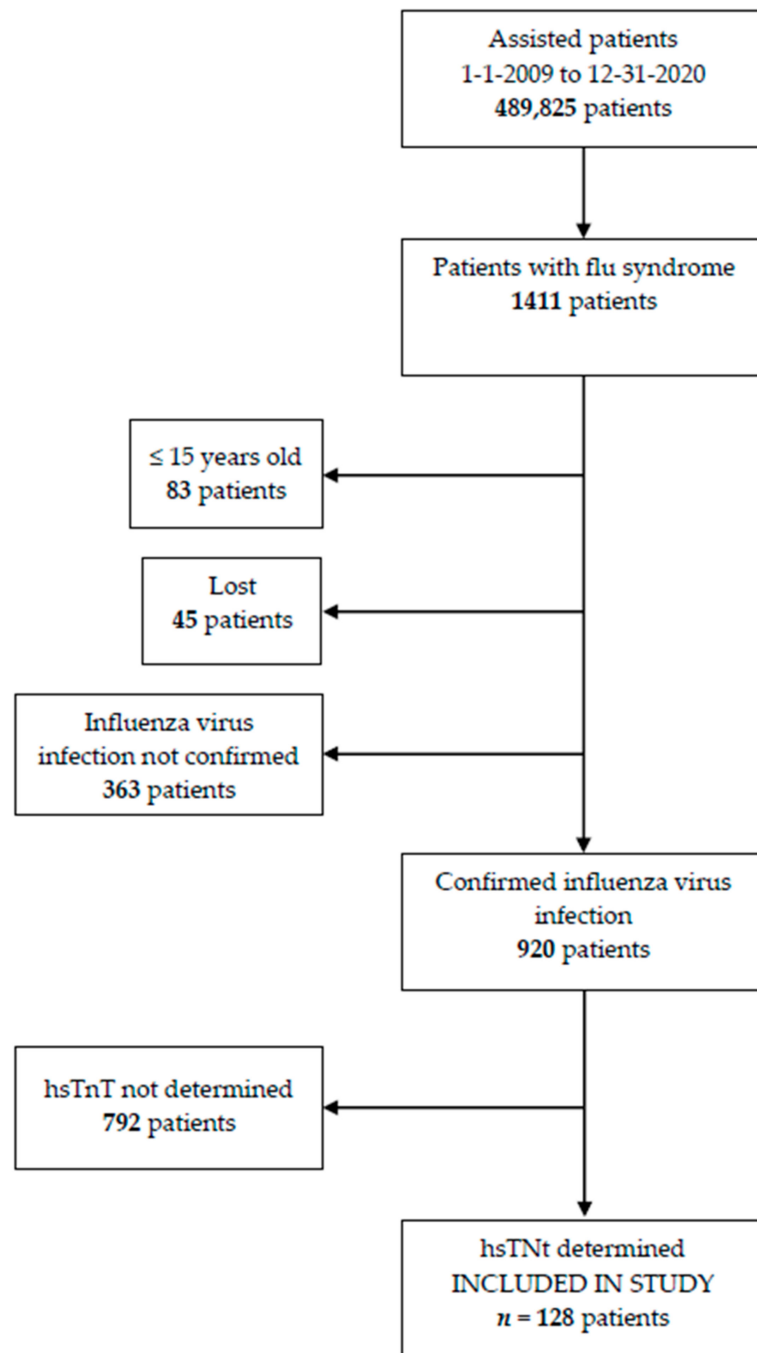 Assisted patients
1-1-2009 to 12-31-2020
489,825 patients
Patients with flu syndrome
1411 patients
≤ 15 years old
83 patients
Lost
45 patients
Influenza virus
infection not confirmed
363 patients
Confirmed influenza virus
infection
920 patients
hsTnT not determined
792 patients
hsTNt determined
INCLUDED IN STUDY
n = 128 patients